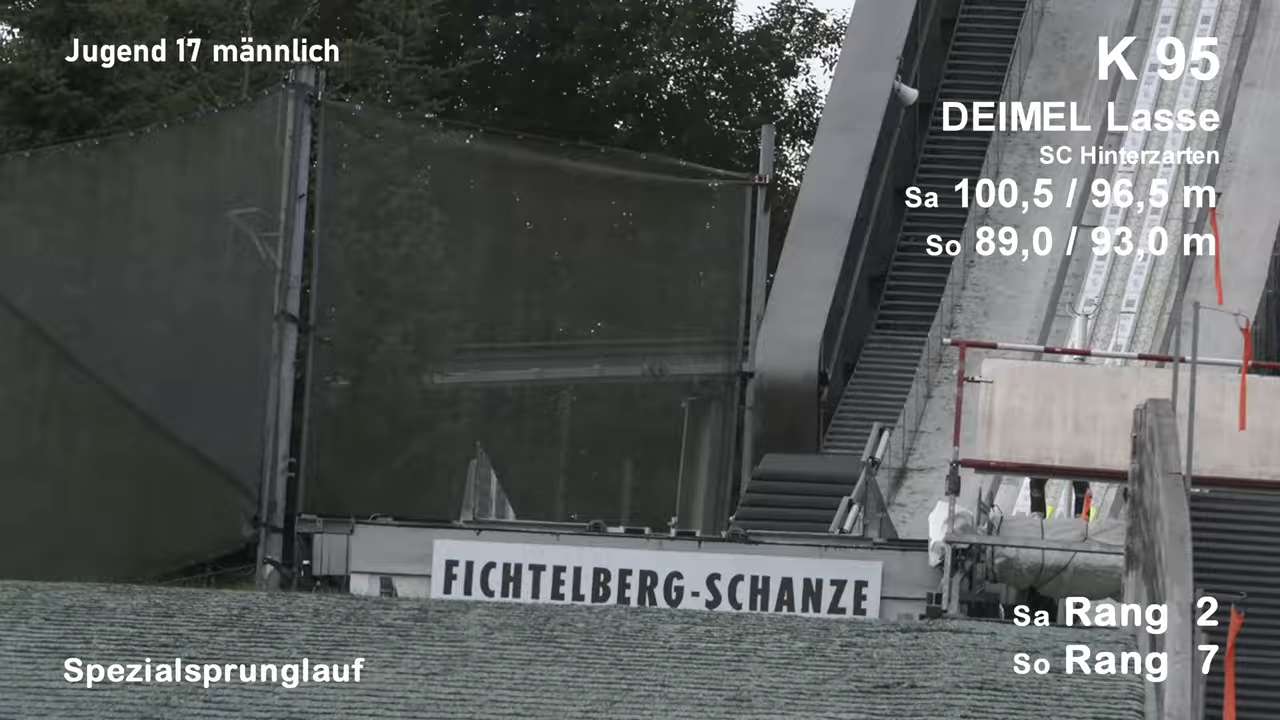 Jugend 17 männlich
K 95
DEIMEL Lasse
SC Hinterzarten
Sa 100,5 / 96,5 m
So 89,0 / 93,0 m
FICHTELBERG-SCHANZE
Sa Rang 2
So Rang 7
Spezialsprunglauf